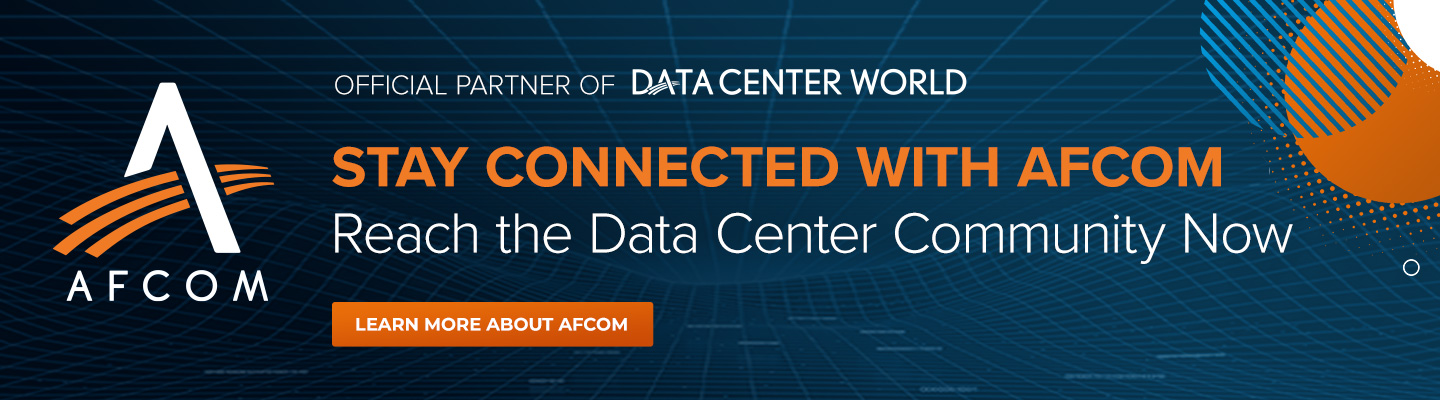 OFFICIAL PARTNER OF DATA CENTER WORLD
STAY CONNECTED WITH AFCOM
Reach the Data Center Community Now
AFCOM
LEARN MORE ABOUT AFCOM